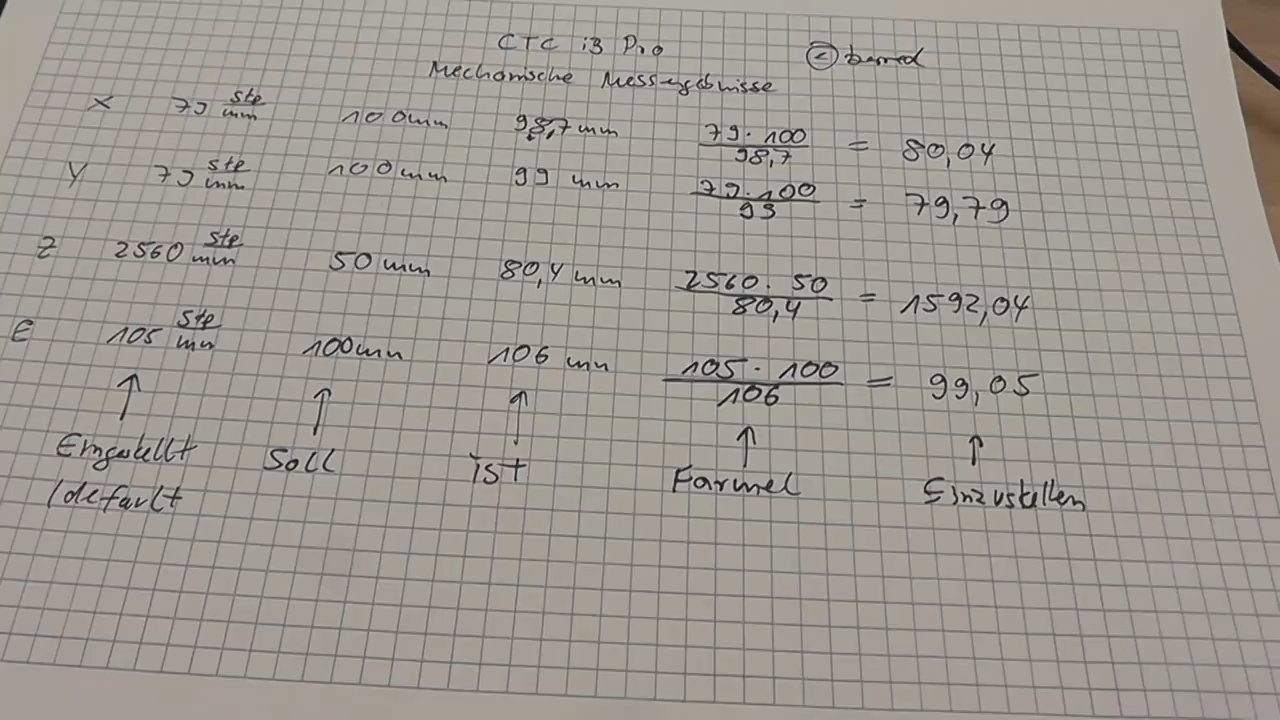 CTC i3 Pro © barred
Mechanische Messergebnisse
X 79 Stp/mm 100mm 98,7 mm 79 · 100 / 98,7 = 80,04
Y 79 Stp/mm 100mm 99 mm 79 · 100 / 99 = 79,79
Z 2560 Stp/mm 50mm 80,4 mm 2560 · 50 / 80,4 = 1592,04
E 105 Stp/mm 100mm 106 mm 105 · 100 / 106 = 99,05
↑ ↑ ↑ ↑ ↑
Eingestellt Soll ist Formel Einzustellen
/default